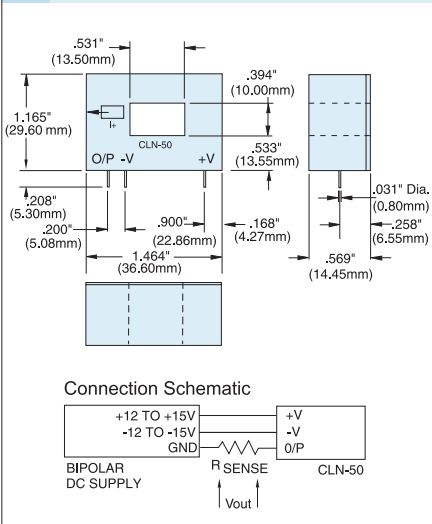 .531"
(13.50mm)
.394"
(10.00mm)
1.165"
(29.60 mm)
I+
CLN-50
.533"
(13.55mm)
O/P -V +V
.208"
(5.30mm)
.031" Dia.
(0.80mm)
.200"
(5.08mm)
.900"
(22.86mm)
.168"
(4.27mm)
.258"
(6.55mm)
1.464"
(36.60mm)
.569"
(14.45mm)
Connection Schematic
+12 TO +15V +V
-12 TO -15V -V
GND 0/P
BIPOLAR
DC SUPPLY
R SENSE
CLN-50
Vout